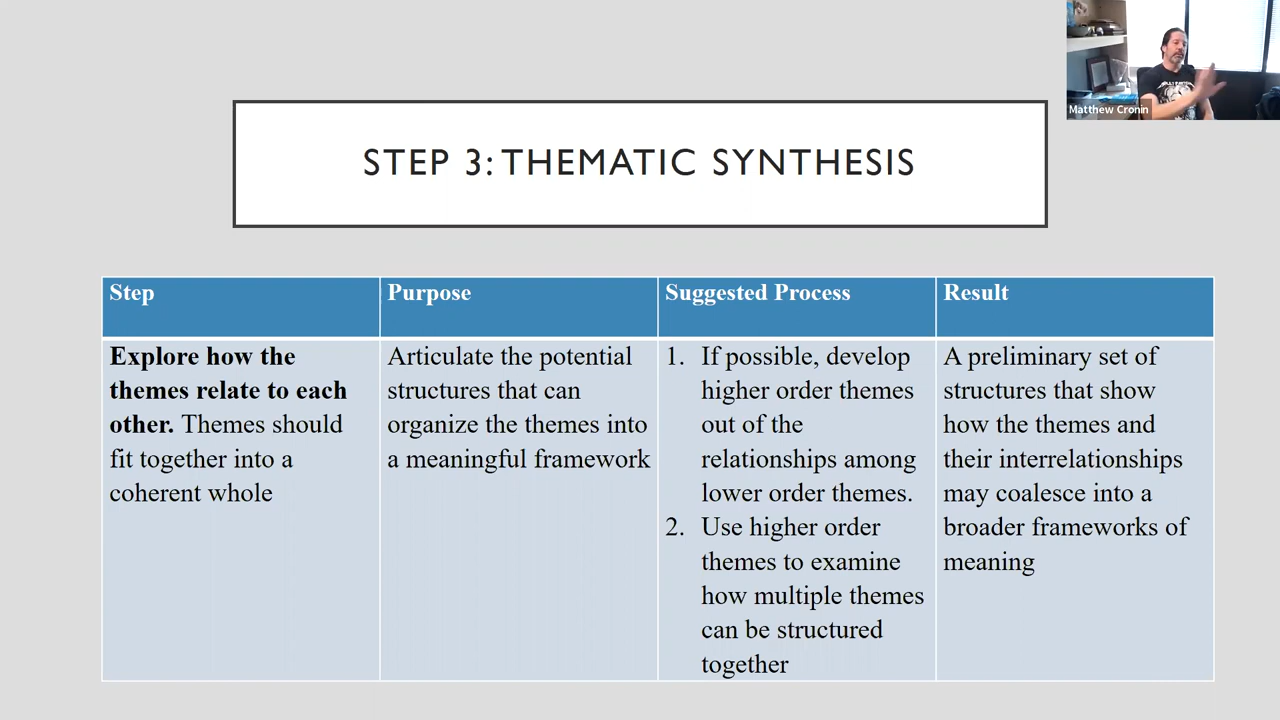 Matthew Cronin
STEP 3: THEMATIC SYNTHESIS
Step
Purpose
Suggested Process
Result
Explore how the
themes relate to each
other. Themes should
fit together into a
coherent whole
Articulate the potential
structures that can
organize the themes into
a meaningful framework
1. If possible, develop
higher order themes
out of the
relationships among
lower order themes.
2. Use higher order
themes to examine
how multiple themes
can be structured
together
A preliminary set of
structures that show
how the themes and
their interrelationships
may coalesce into a
broader frameworks of
meaning